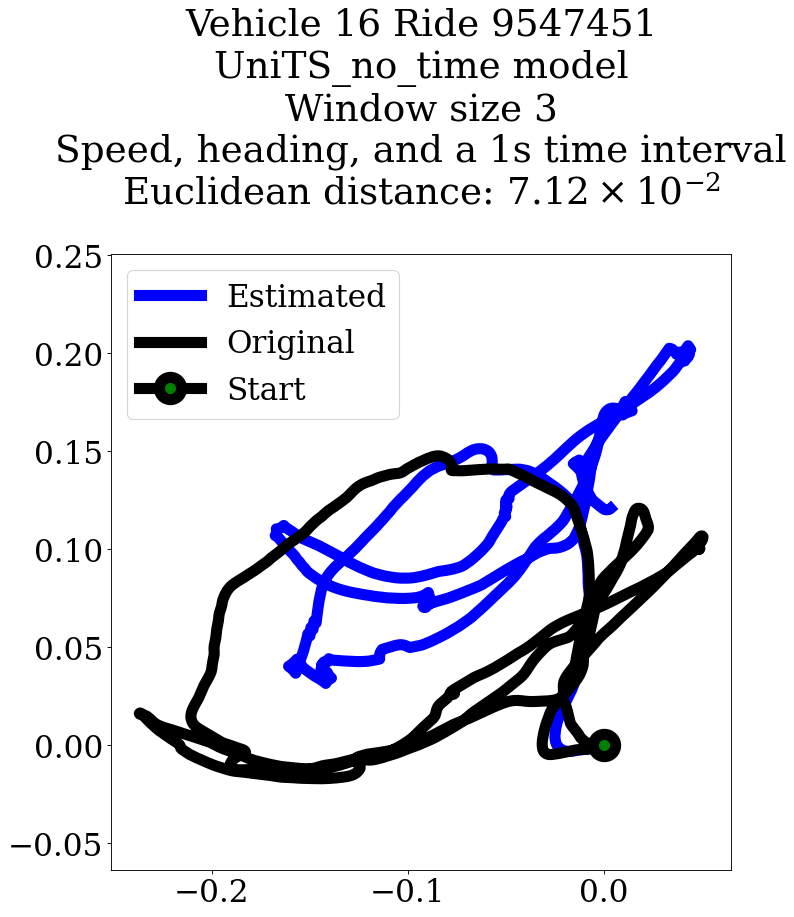 Vehicle 16 Ride 9547451
UniTS_no_time model
Window size 3
Speed, heading, and a 1s time interval
Euclidean distance: 7.12 × 10⁻²
0.25
Estimated
0.20
Original
Start
0.15
0.10
0.05
0.00
−0.05
−0.2 −0.1 0.0